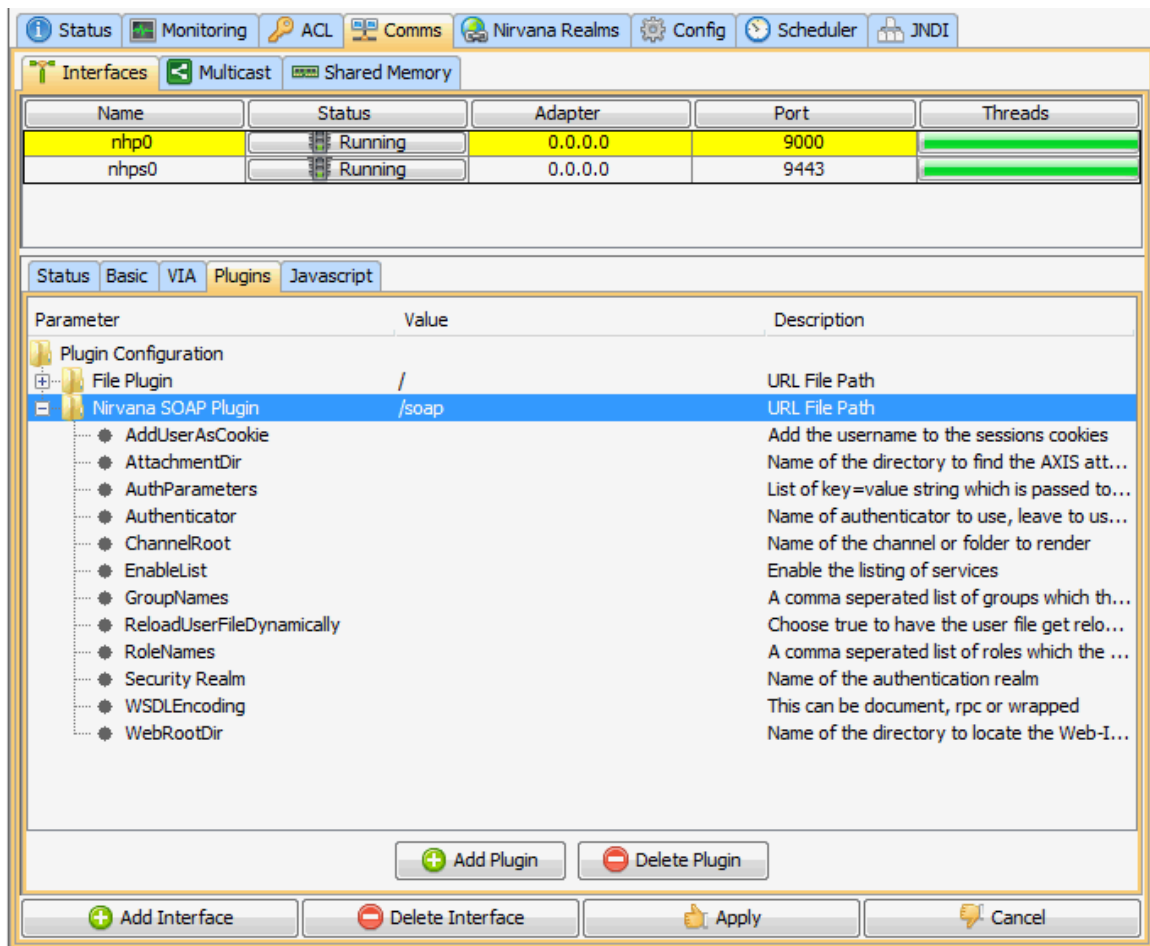 Status Monitoring ACL Comms Nirvana Realms Config Scheduler JNDI
Interfaces Multicast Shared Memory
Name Status Adapter Port Threads
nhp0 Running 0.0.0.0 9000
nhps0 Running 0.0.0.0 9443
Status Basic VIA Plugins Javascript
Parameter Value Description
Plugin Configuration
File Plugin / URL File Path
Nirvana SOAP Plugin /soap URL File Path
AddUserAsCookie Add the username to the sessions cookies
AttachmentDir Name of the directory to find the AXIS att...
AuthParameters List of key=value string which is passed to...
Authenticator Name of authenticator to use, leave to us...
ChannelRoot Name of the channel or folder to render
EnableList Enable the listing of services
GroupNames A comma seperated list of groups which th...
ReloadUserFileDynamically Choose true to have the user file get relo...
RoleNames A comma seperated list of roles which the ...
Security Realm Name of the authentication realm
WSDLEncoding This can be document, rpc or wrapped
WebRootDir Name of the directory to locate the Web-I...
Add Plugin Delete Plugin
Add Interface Delete Interface Apply Cancel